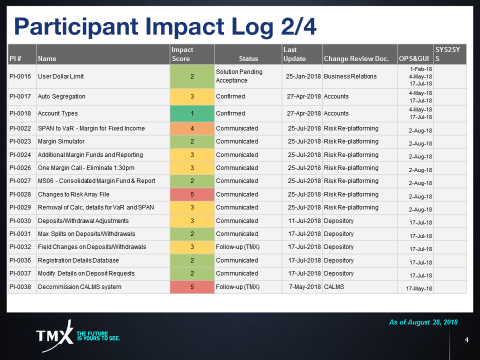 Participant Impact Log 2/4
PI # Name Impact Score Status Last Update Change Review Doc. OPS&GUI SYS2SYS
PI-0016 User Dollar Limit 2 Solution Pending Acceptance 25-Jan-2018 Business Relations 1-Feb-18 4-May-18 17-Jul-18
PI-0017 Auto Segregation 3 Confirmed 27-Apr-2018 Accounts 4-May-18 17-Jul-18
PI-0018 Account Types 1 Confirmed 27-Apr-2018 Accounts 4-May-18 17-Jul-18
PI-0022 SPAN to VaR - Margin for Fixed Income 4 Communicated 25-Jul-2018 Risk Re-platforming 2-Aug-18
PI-0023 Margin Simulator 2 Communicated 25-Jul-2018 Risk Re-platforming 2-Aug-18
PI-0024 Additional Margin Funds and Reporting 3 Communicated 25-Jul-2018 Risk Re-platforming 2-Aug-18
PI-0026 One Margin Call - Eliminate 1:30pm 3 Communicated 25-Jul-2018 Risk Re-platforming 2-Aug-18
PI-0027 MS06 - Consolidated Margin Fund & Report 2 Communicated 25-Jul-2018 Risk Re-platforming 2-Aug-18
PI-0028 Changes to Risk Array File 5 Communicated 25-Jul-2018 Risk Re-platforming 2-Aug-18
PI-0029 Removal of Calc. details for VaR and SPAN 3 Communicated 25-Jul-2018 Risk Re-platforming 2-Aug-18
PI-0030 Deposits/Withdrawal Adjustments 3 Communicated 11-Jul-2018 Depository 17-Jul-18
PI-0031 Max Splits on Deposits/Withdrawals 2 Communicated 17-Jul-2018 Depository 17-Jul-18
PI-0032 Field Changes on Deposits/Withdrawals 3 Follow-up (TMX) 17-Jul-2018 Depository 17-Jul-18
PI-0036 Registration Details Database 2 Communicated 17-Jul-2018 Depository 17-Jul-18
PI-0037 Modify Details on Deposit Requests 2 Communicated 17-Jul-2018 Depository 17-Jul-18
PI-0038 Decommission CALMS system 5 Follow-up (TMX) 7-May-2018 CALMS 17-May-18
As of August 28, 2018
TMX THE FUTURE
IS YOURS TO SEE.
4